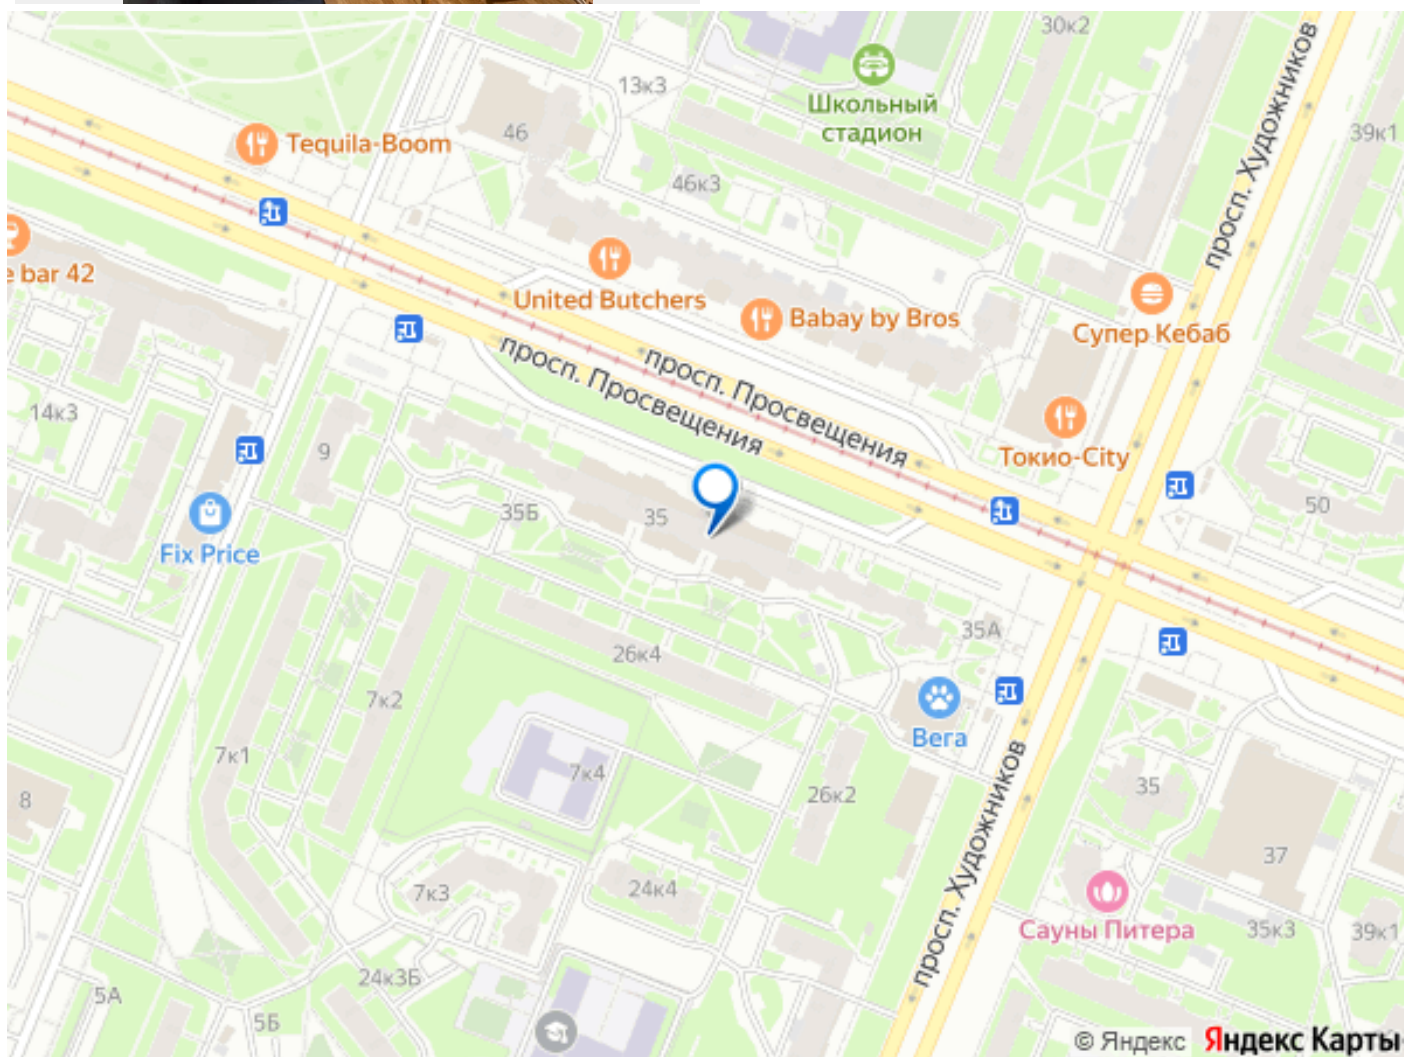 30к2
13к3
Школьный
стадион
просп. Художников
39к1
Tequila-Boom
46
46к3
e bar 42
United Butchers
Babay by Bros
Супер Кебаб
просп. Просвещения
просп. Просвещения
14к3
9
Токио-City
Fix Price
35Б
35
50
35А
26к4
7к2
Вега
7к1
7к4
26к2
просп. Художников
35
8
37
7к3
24к4
Сауны Питера
35к3
39к1
24к3Б
5А
5Б
© Яндекс Яндекс Карты